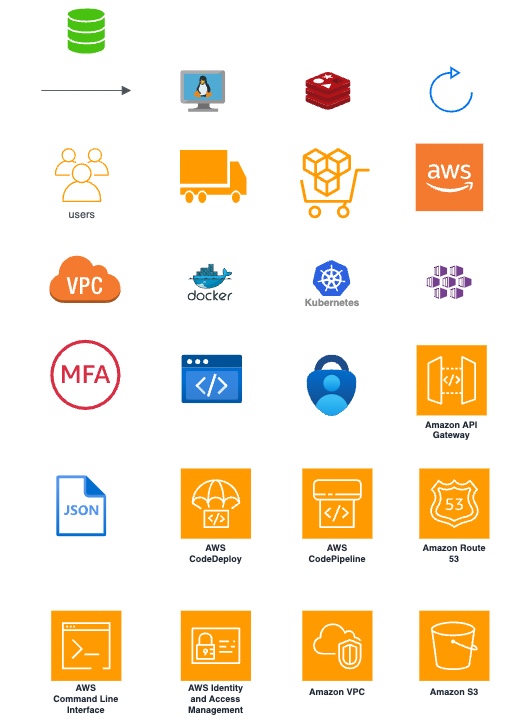 users
aws
VPC
docker
Kubernetes
MFA
</>
</>
Amazon API
Gateway
JSON
</>
AWS
CodeDeploy
</>
AWS
CodePipeline
53
Amazon Route
53
>_
AWS
Command Line
Interface
AWS Identity
and Access
Management
Amazon VPC
Amazon S3